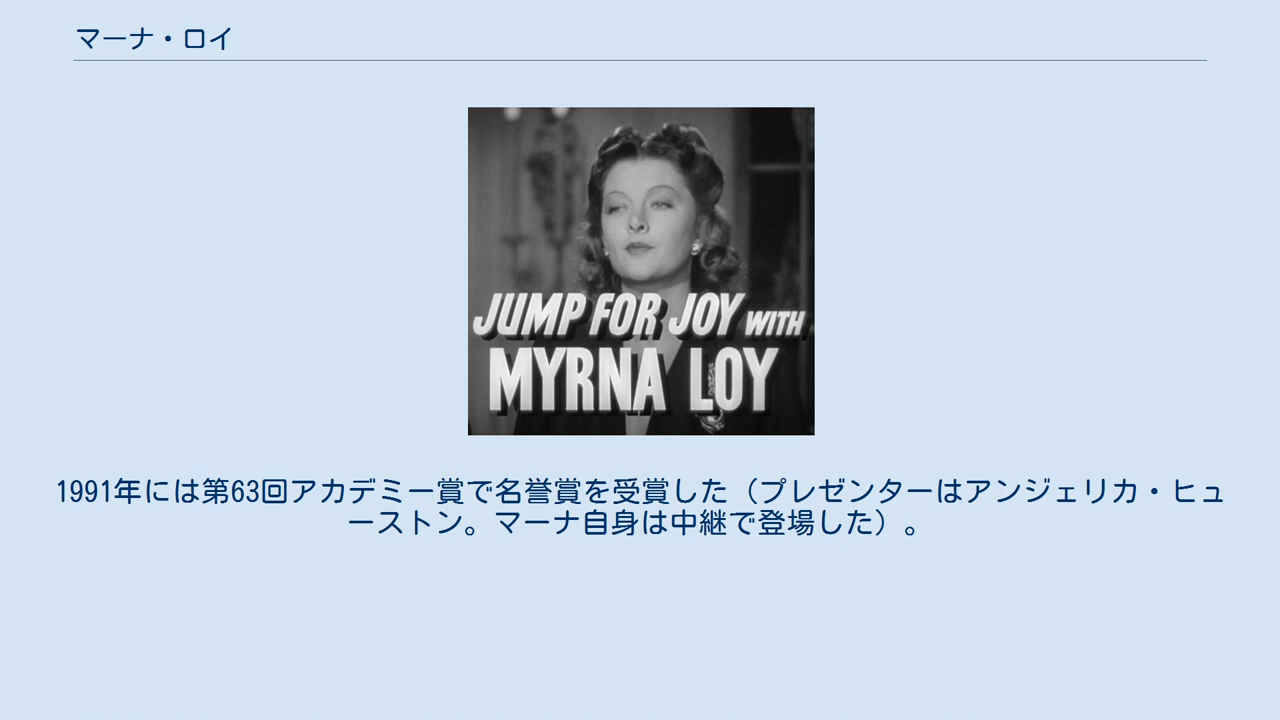 マーナ・ロイ
JUMP FOR JOY WITH
MYRNA LOY
1991年には第63回アカデミー賞で名誉賞を受賞した（プレゼンターはアンジェリカ・ヒュ
ーストン。マーナ自身は中継で登場した）。